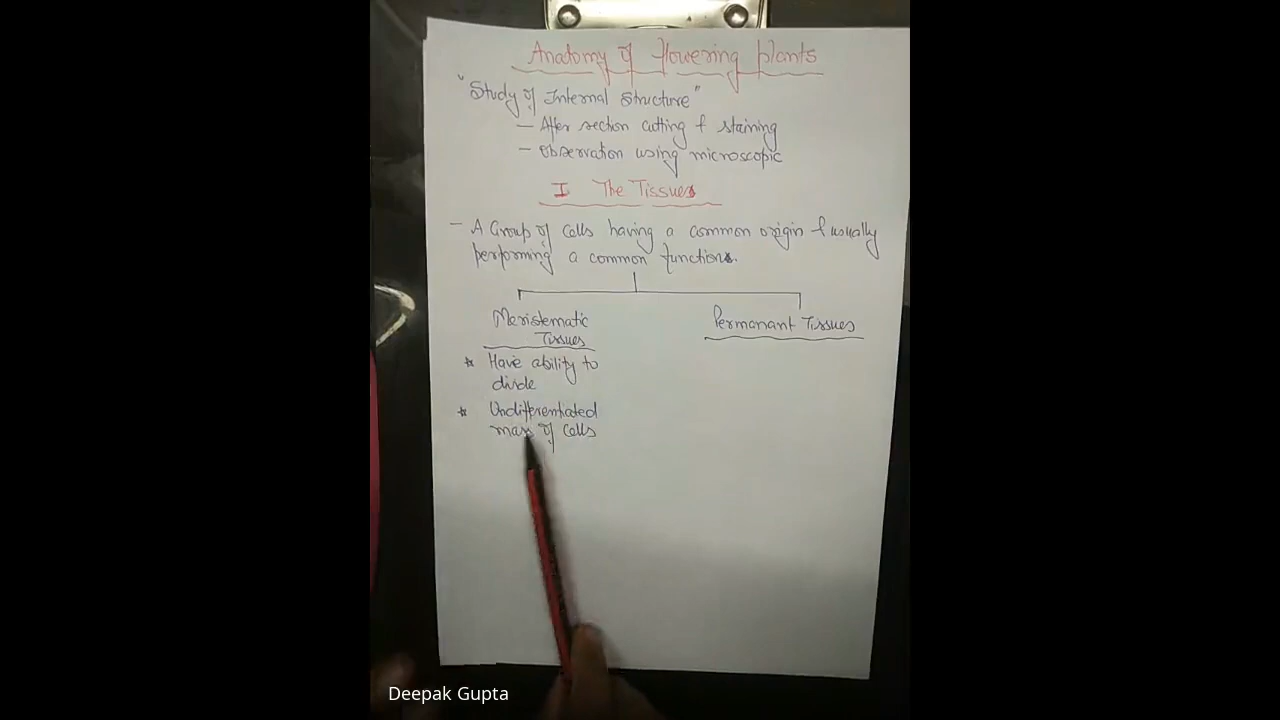 Anatomy of flowering plants
"Study of Internal Structure"
— After section cutting & staining
— Observation using microscopic
I The Tissues
— A Group of Cells having a common origin & usually
performing a common function.
Meristematic
Tissues
Permanant Tissues
* Have ability to
divide
* Undifferentiated
mass of Cells
Deepak Gupta